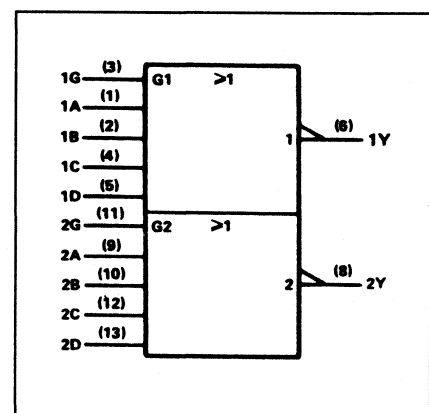 1G (3) G1 ≥1
1A (1)
1B (2) 1 (6) 1Y
1C (4)
1D (5)
2G (11) G2 ≥1
2A (9)
2B (10) 2 (8) 2Y
2C (12)
2D (13)